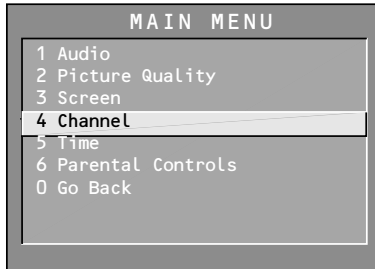 MAIN MENU
1 Audio
2 Picture Quality
3 Screen
4 Channel
5 Time
6 Parental Controls
0 Go Back